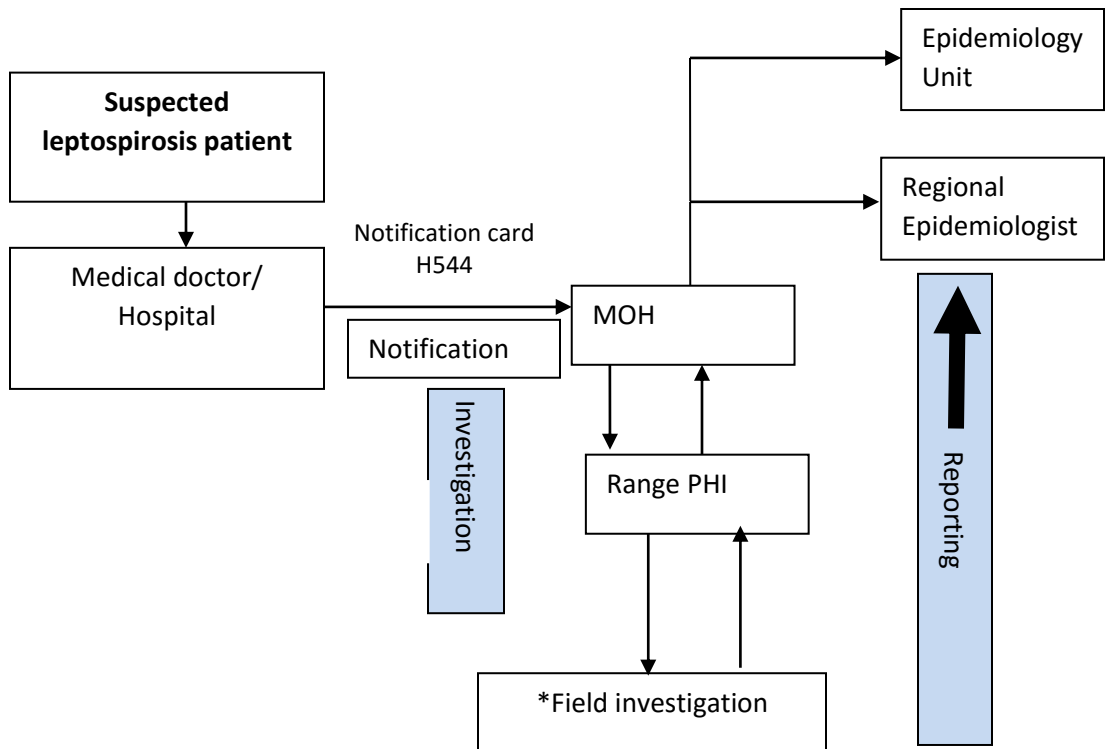 Suspected
leptospirosis patient
Medical doctor/
Hospital
Notification card
H544
Notification
Investigation
MOH
Range PHI
*Field investigation
Epidemiology
Unit
Regional
Epidemiologist
Reporting